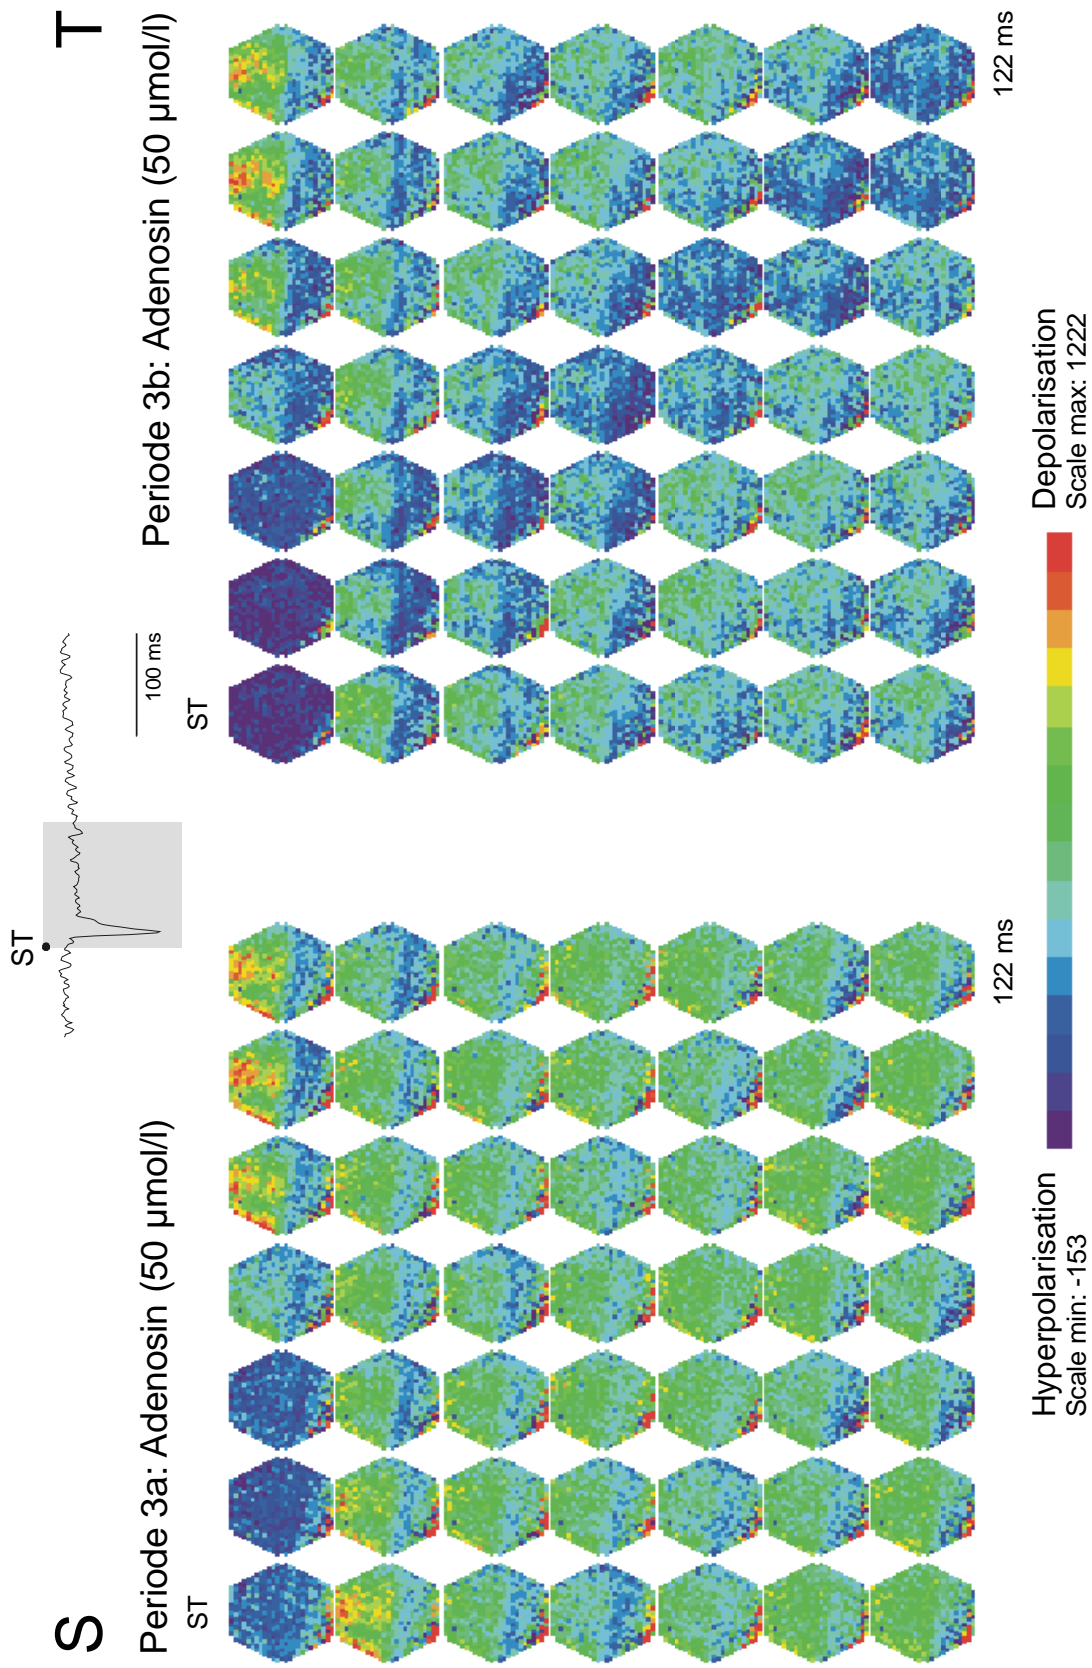 S
Periode 3a: Adenosin (50 µmol/l)
ST
122 ms
ST
100 ms
T
Periode 3b: Adenosin (50 µmol/l)
ST
122 ms
Hyperpolarisation
Scale min: -153
Depolarisation
Scale max: 1222